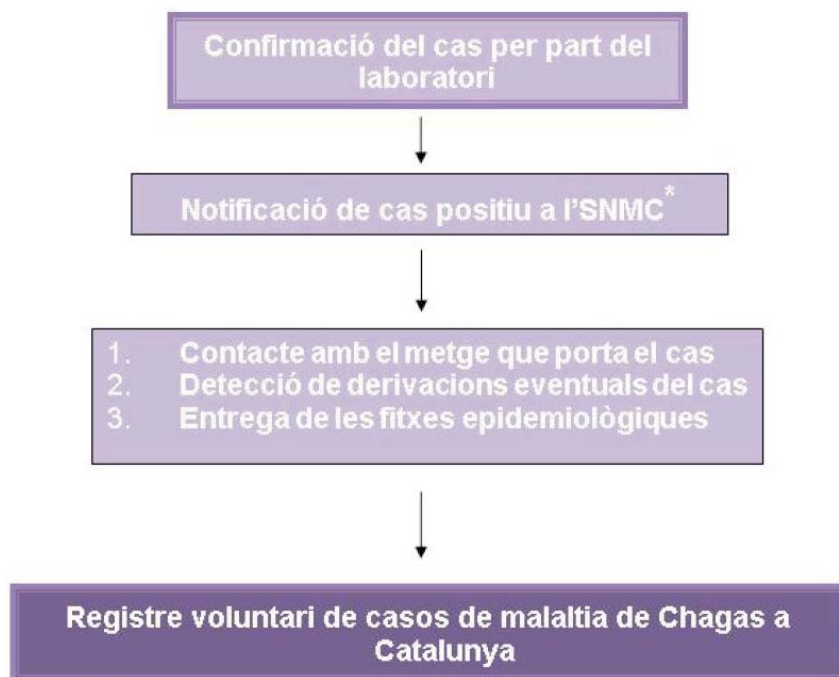 Confirmació del cas per part del
laboratori
Notificació de cas positiu a l'SNMC*
1. Contacte amb el metge que porta el cas
2. Detecció de derivacions eventuals del cas
3. Entrega de les fitxes epidemiològiques
Registre voluntari de casos de malaltia de Chagas a
Catalunya